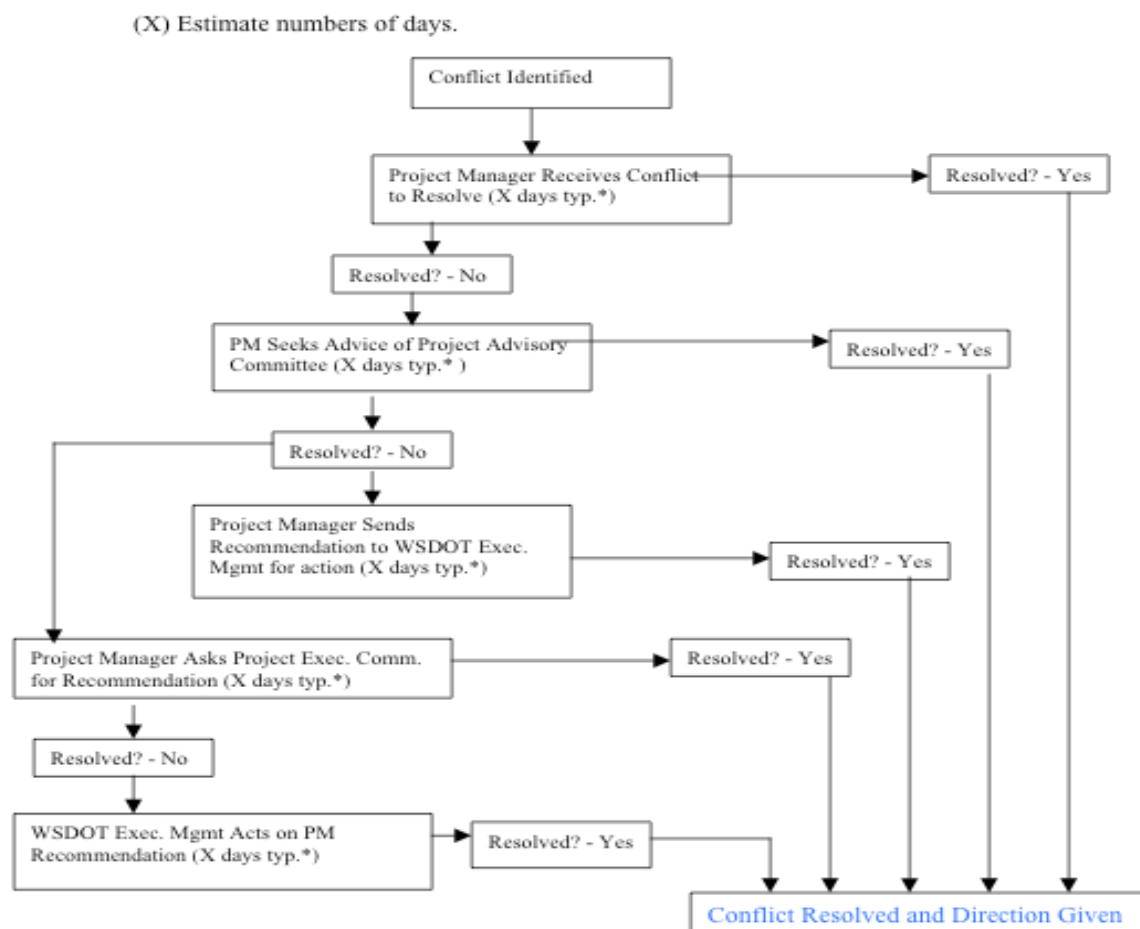 (X) Estimate numbers of days.
Conflict Identified
Project Manager Receives Conflict
to Resolve (X days typ.*)
Resolved? - Yes
Resolved? - No
PM Seeks Advice of Project Advisory
Committee (X days typ.* )
Resolved? - Yes
Resolved? - No
Project Manager Sends
Recommendation to WSDOT Exec.
Mgmt for action (X days typ.*)
Resolved? - Yes
Project Manager Asks Project Exec. Comm.
for Recommendation (X days typ.*)
Resolved? - Yes
Resolved? - No
WSDOT Exec. Mgmt Acts on PM
Recommendation (X days typ.*)
Resolved? - Yes
Conflict Resolved and Direction Given